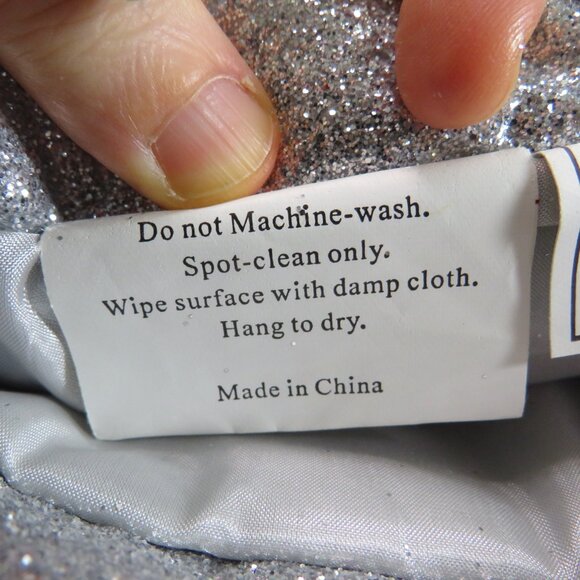 Do not Machine-wash.
Spot-clean only.
Wipe surface with damp cloth.
Hang to dry.
Made in China